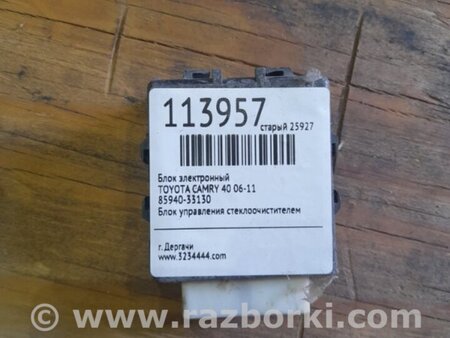 113957
старый 25927
Блок электронный
TOYOTA CAMRY 40 06-11
85940-33130
Блок управления стеклоочистителем
г. Дергачи
www.3234444.com
© www.razborki.com